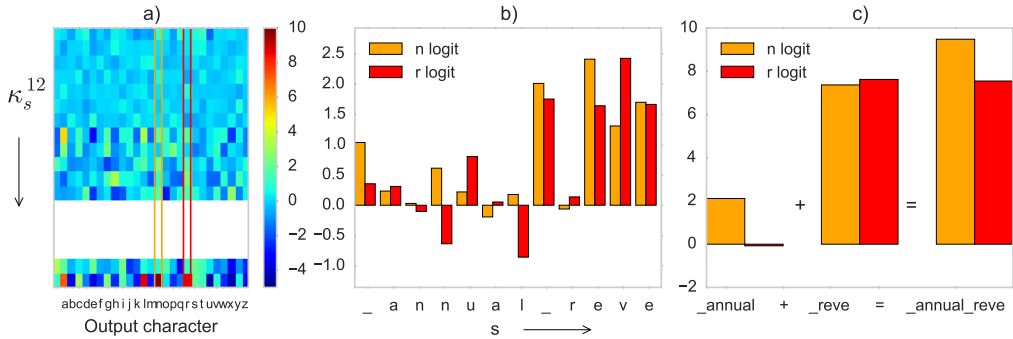 a)
κ_s^12
10
8
6
4
2
0
−2
−4
abcdefghijklmnopqrstuvwxyz
Output character
b)
n logit
r logit
2.5
2.0
1.5
1.0
0.5
0.0
−0.5
−1.0
_ a n n u a l _ r e v e
s
c)
n logit
r logit
10
8
6
4
2
0
−2
+ =
_annual + _reve = _annual_reve